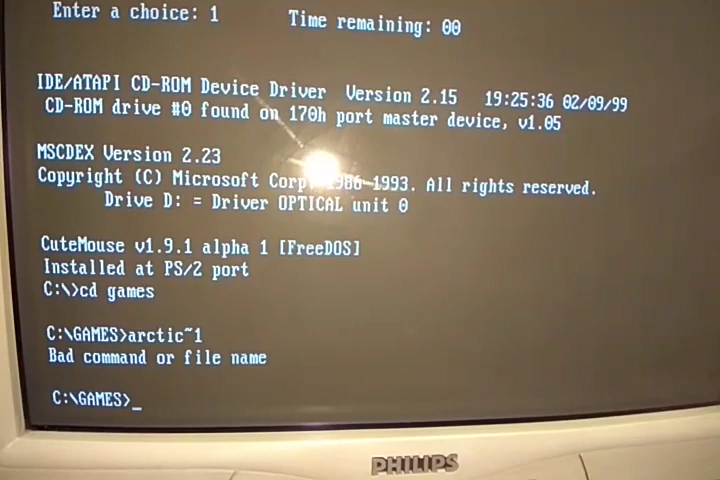 Enter a choice: 1 Time remaining: 00
IDE/ATAPI CD-ROM Device Driver Version 2.15 19:25:36 02/09/99
CD-ROM drive #0 found on 170h port master device, v1.05
MSCDEX Version 2.23
Copyright (C) Microsoft Corp. 1986-1993. All rights reserved.
Drive D: = Driver OPTICAL unit 0
CuteMouse v1.9.1 alpha 1 [FreeDOS]
Installed at PS/2 port
C:\>cd games
C:\GAMES>arctic~1
Bad command or file name
C:\GAMES>_
PHILIPS